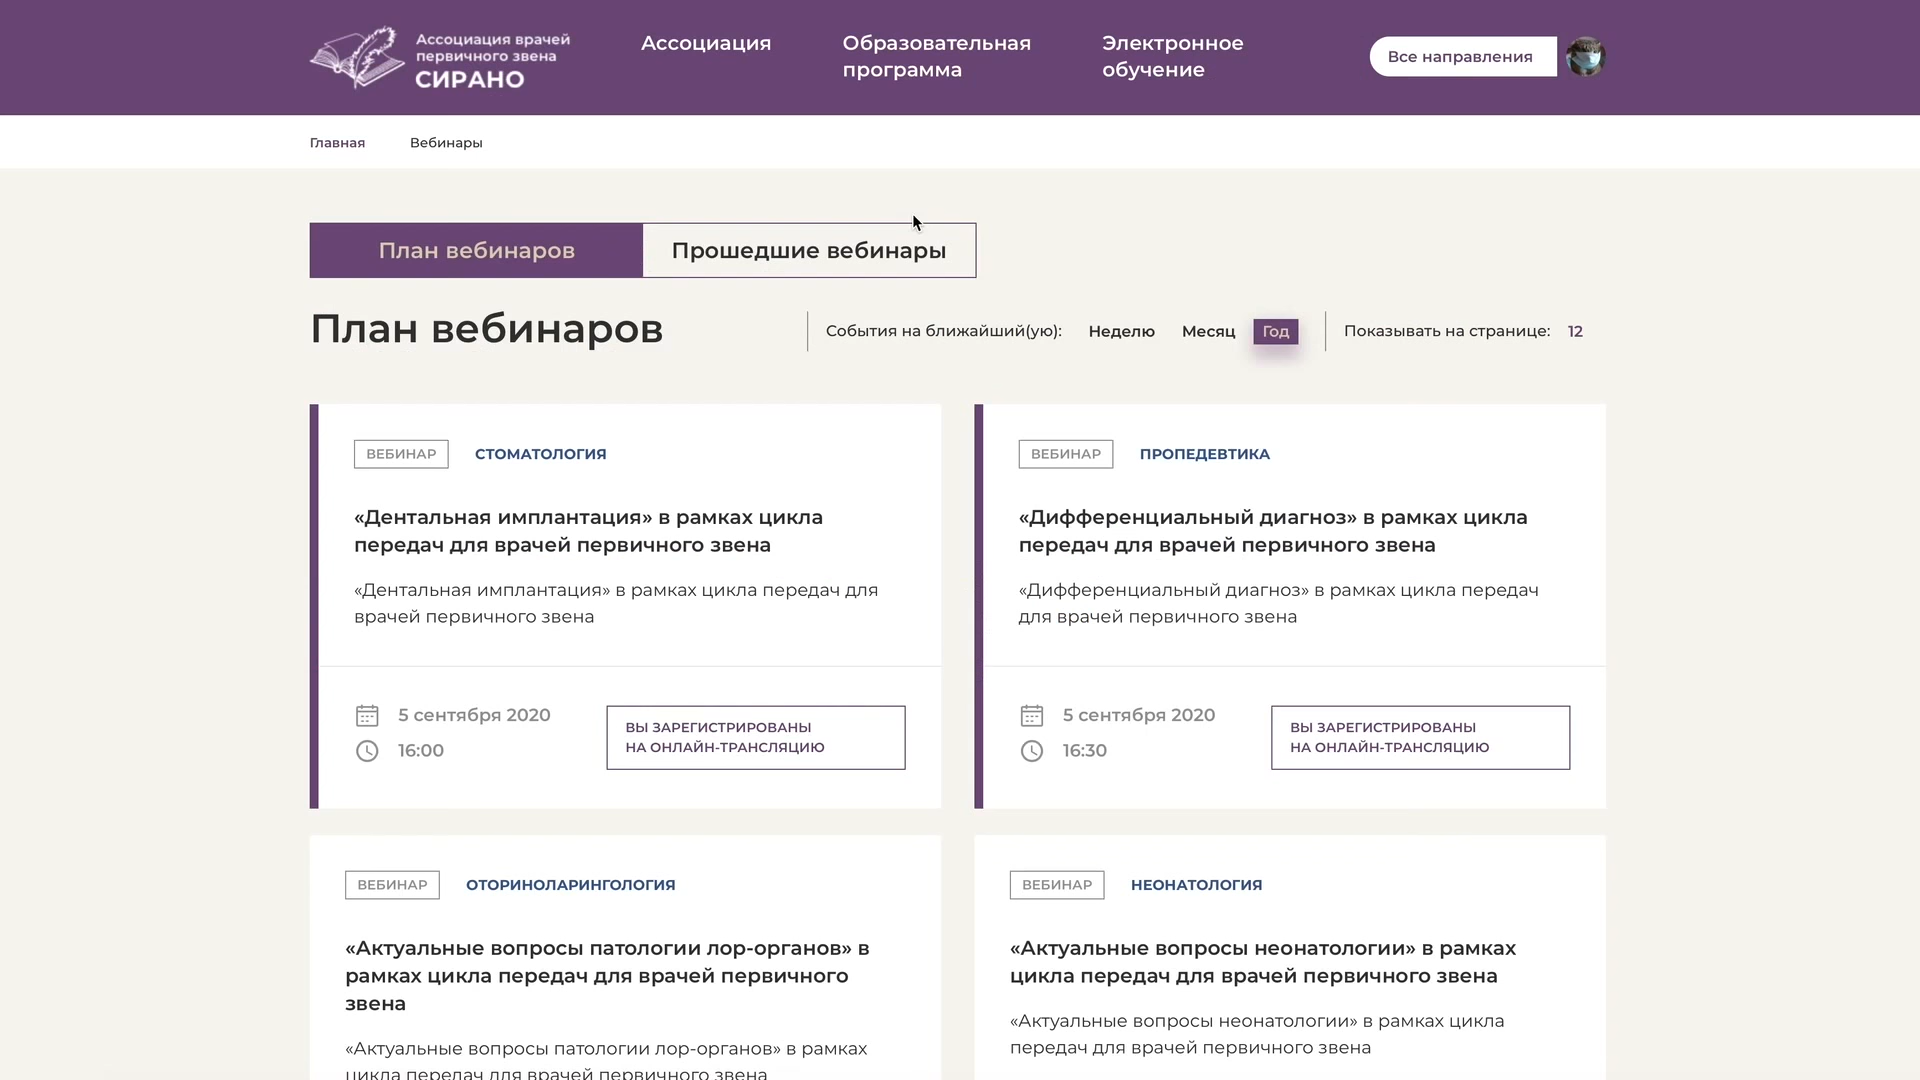 Ассоциация врачей
первичного звена
СИРАНО
Ассоциация
Образовательная
программа
Электронное
обучение
Все направления
Главная
Вебинары
План вебинаров
Прошедшие вебинары
План вебинаров
События на ближайший(ую):
Неделю
Месяц
Год
Показывать на странице:
12
ВЕБИНАР
СТОМАТОЛОГИЯ
«Дентальная имплантация» в рамках цикла
передач для врачей первичного звена
«Дентальная имплантация» в рамках цикла передач для
врачей первичного звена
5 сентября 2020
16:00
ВЫ ЗАРЕГИСТРИРОВАНЫ
НА ОНЛАЙН-ТРАНСЛЯЦИЮ
ВЕБИНАР
ПРОПЕДЕВТИКА
«Дифференциальный диагноз» в рамках цикла
передач для врачей первичного звена
«Дифференциальный диагноз» в рамках цикла передач
для врачей первичного звена
5 сентября 2020
16:30
ВЫ ЗАРЕГИСТРИРОВАНЫ
НА ОНЛАЙН-ТРАНСЛЯЦИЮ
ВЕБИНАР
ОТОРИНОЛАРИНГОЛОГИЯ
«Актуальные вопросы патологии лор-органов» в
рамках цикла передач для врачей первичного
звена
«Актуальные вопросы патологии лор-органов» в рамках
цикла передач для врачей первичного звена
ВЕБИНАР
НЕОНАТОЛОГИЯ
«Актуальные вопросы неонатологии» в рамках
цикла передач для врачей первичного звена
«Актуальные вопросы неонатологии» в рамках цикла
передач для врачей первичного звена